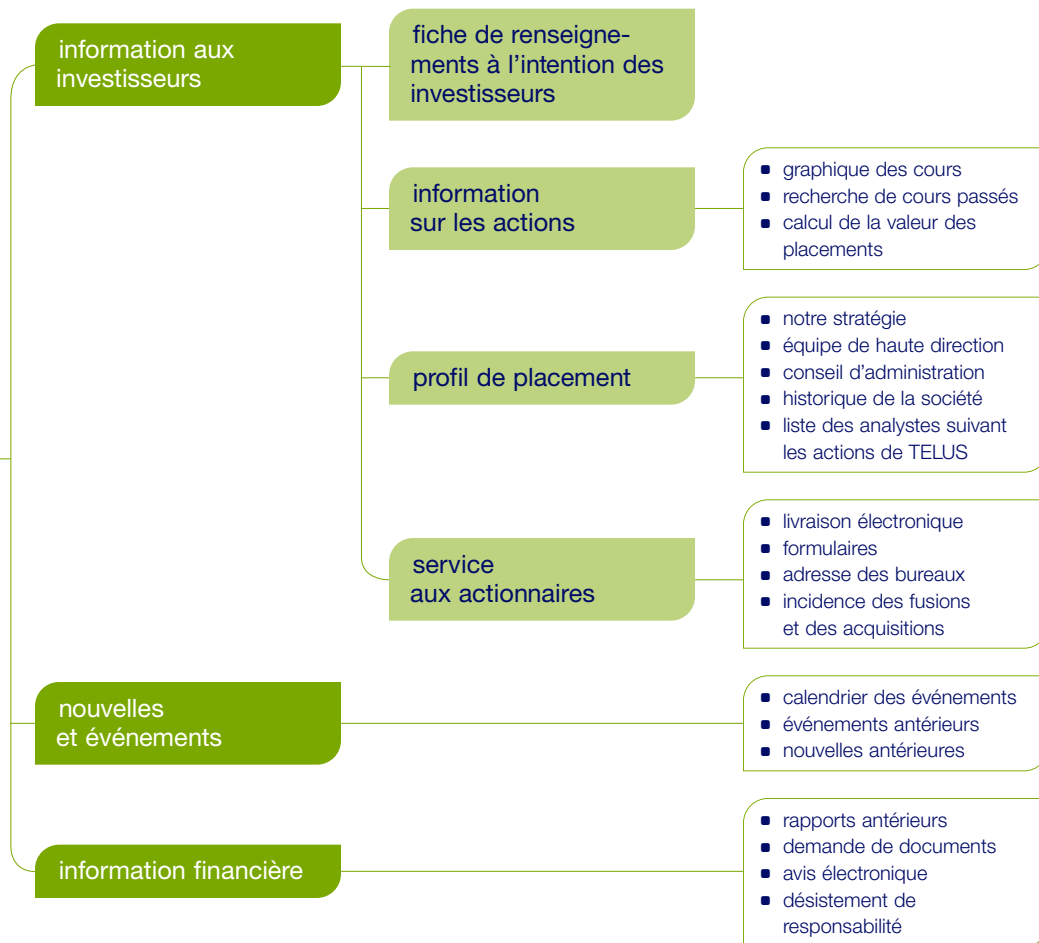 information aux
investisseurs
fiche de renseigne-
ments à l’intention des
investisseurs
information
sur les actions
graphique des cours
recherche de cours passés
calcul de la valeur des
placements
profil de placement
notre stratégie
équipe de haute direction
conseil d’administration
historique de la société
liste des analystes suivant
les actions de TELUS
service
aux actionnaires
livraison électronique
formulaires
adresse des bureaux
incidence des fusions
et des acquisitions
nouvelles
et événements
calendrier des événements
événements antérieurs
nouvelles antérieures
information financière
rapports antérieurs
demande de documents
avis électronique
désistement de
responsabilité